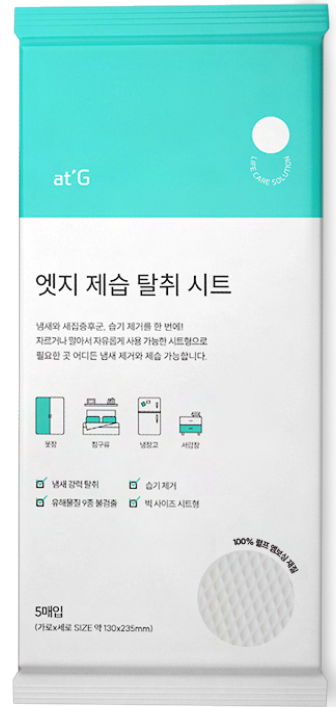 at'G
LIFE CARE SOLUTION
엣지 제습 탈취 시트
냄새와 새집증후군, 습기 제거를 한 번에!
자르거나 말아서 자유롭게 사용 가능한 시트형으로
필요한 곳 어디든 냄새 제거와 제습 가능합니다.
옷장 침구류 냉장고 서랍장
냄새 강력 탈취 습기 제거
유해물질 9종 불검출 빅 사이즈 시트형
100% 펄프 엠보싱 재질
5매입
(가로x세로 SIZE 약 130x235mm)